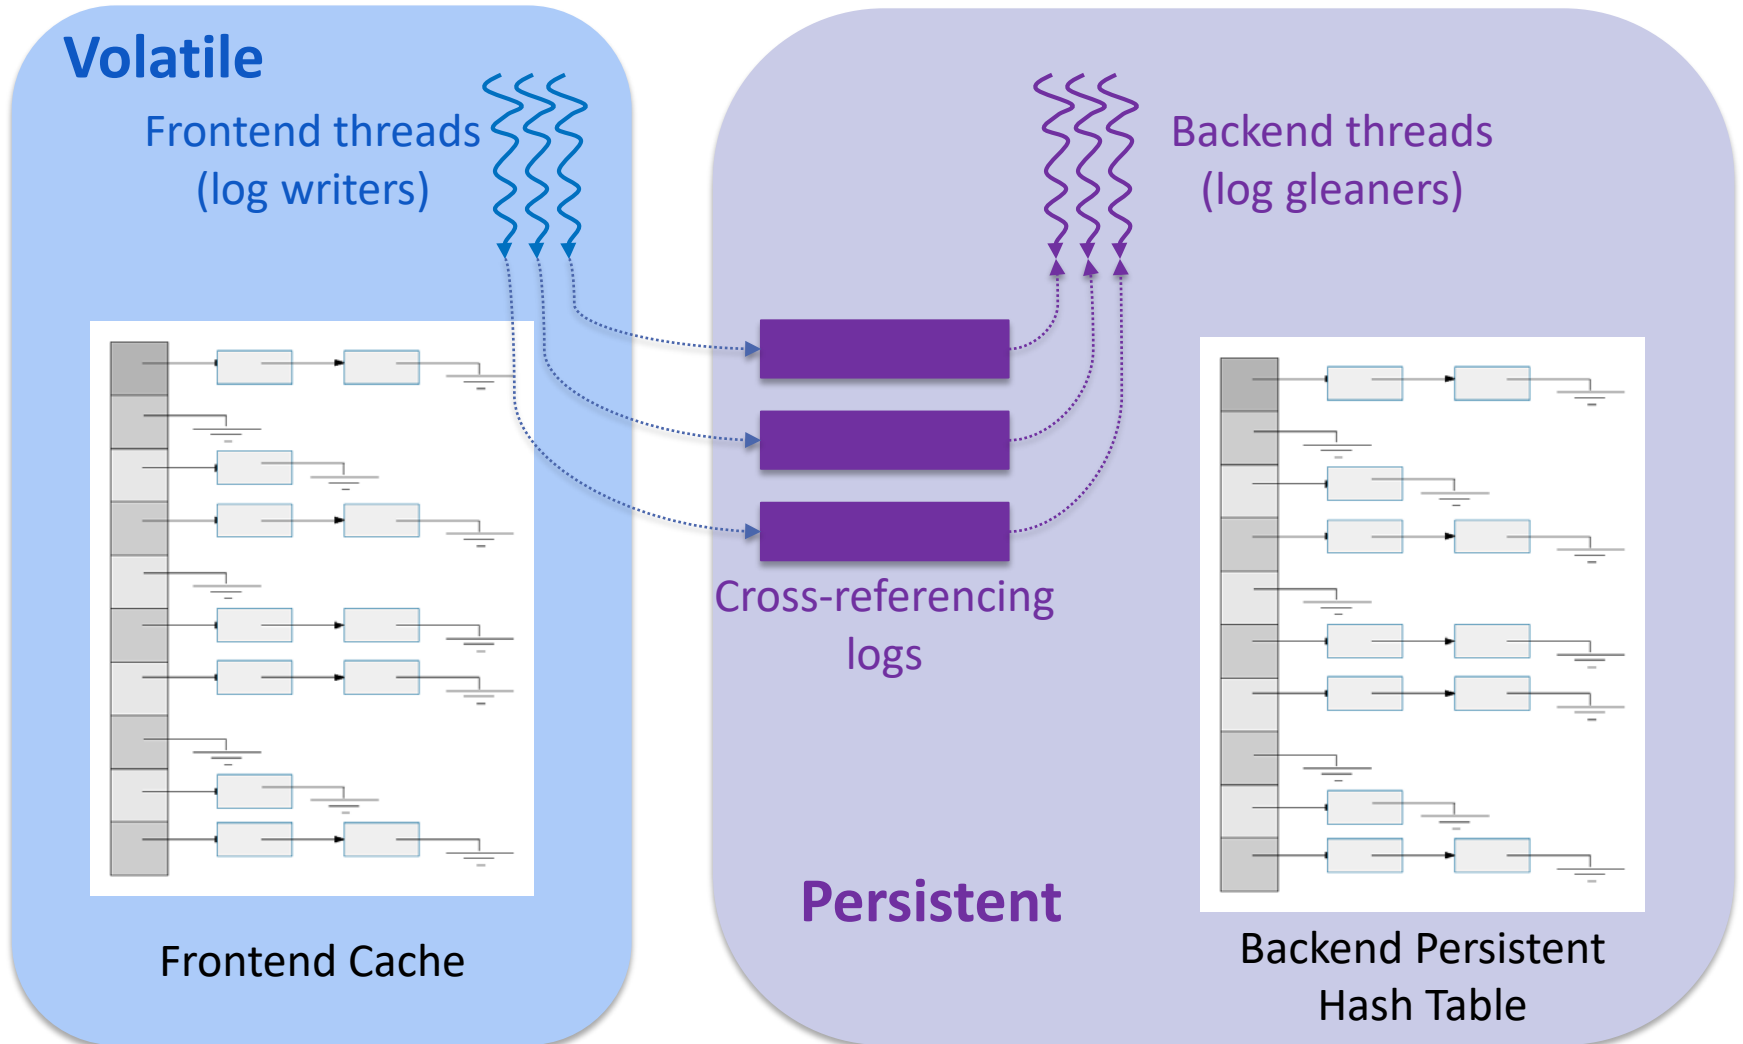 Volatile
Frontend threads
(log writers)
Backend threads
(log gleaners)
Cross-referencing
logs
Persistent
Frontend Cache
Backend Persistent
Hash Table